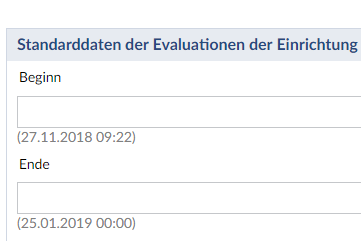 Standarddaten der Evaluationen der Einrichtung
Beginn
(27.11.2018 09:22)
Ende
(25.01.2019 00:00)